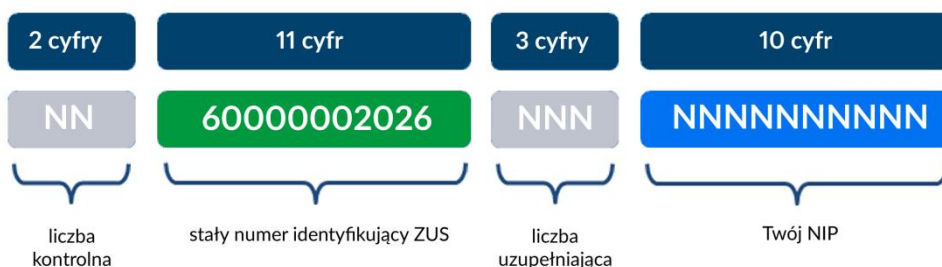 2 cyfry
11 cyfr
3 cyfry
10 cyfr
NN
60000002026
NNN
NNNNNNNNNN
liczba
kontrolna
stały numer identyfikujący ZUS
liczba
uzupełniająca
Twój NIP